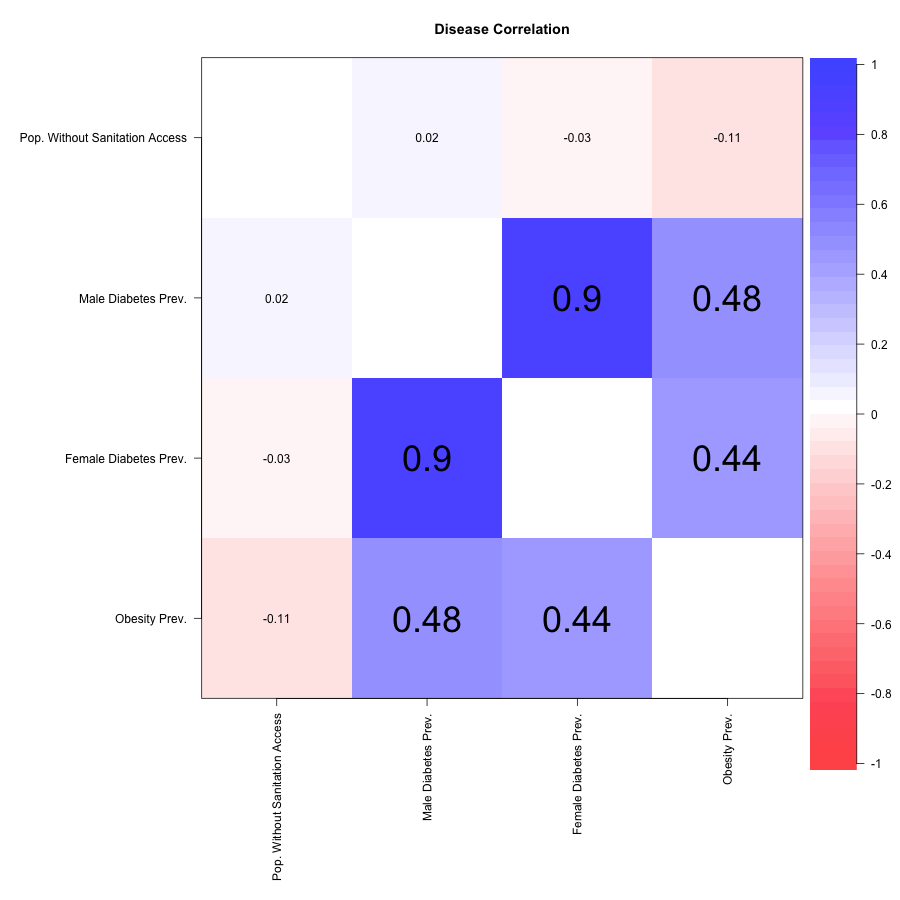 Disease Correlation
Pop. Without Sanitation Access
0.02
-0.03
-0.11
Male Diabetes Prev.
0.02
0.9
0.48
Female Diabetes Prev.
-0.03
0.9
0.44
Obesity Prev.
-0.11
0.48
0.44
Pop. Without Sanitation Access
Male Diabetes Prev.
Female Diabetes Prev.
Obesity Prev.
1
0.8
0.6
0.4
0.2
0
-0.2
-0.4
-0.6
-0.8
-1